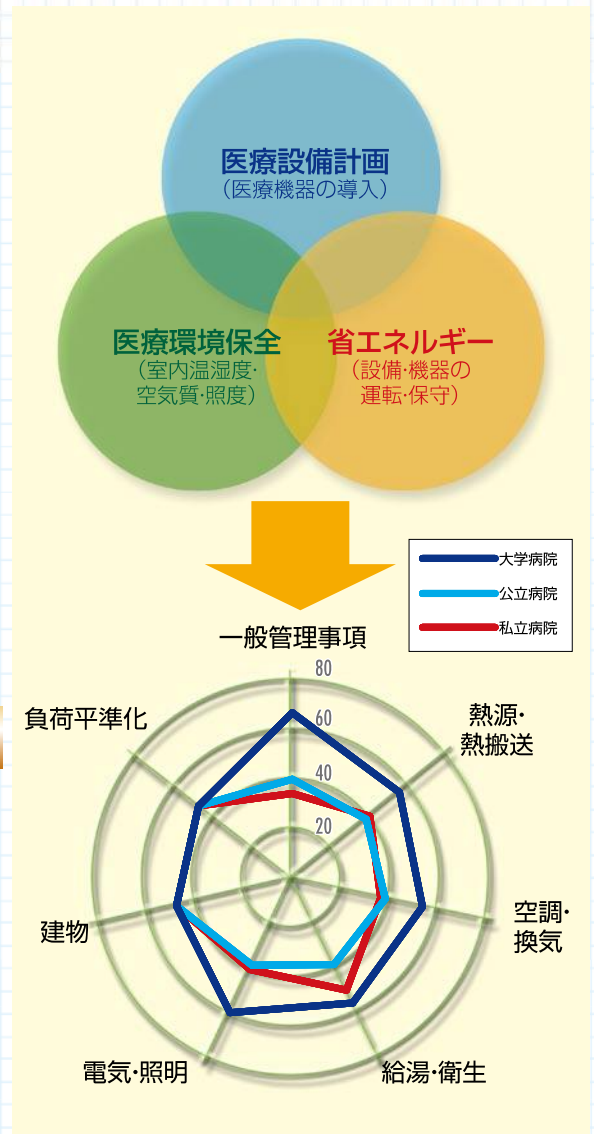 医療設備計画
（医療機器の導入）
医療環境保全
（室内温湿度・
空気質・照度）
省エネルギー
（設備・機器の
運転・保守）
大学病院
公立病院
私立病院
一般管理事項
80
60
40
20
熱源・
熱搬送
空調・
換気
給湯・衛生
電気・照明
建物
負荷平準化